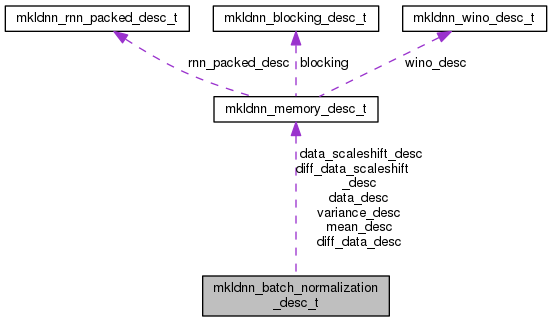 mkldnn_rnn_packed_desc_t
mkldnn_blocking_desc_t
mkldnn_wino_desc_t
rnn_packed_desc
blocking
wino_desc
mkldnn_memory_desc_t
data_scaleshift_desc
diff_data_scaleshift
_desc
data_desc
variance_desc
mean_desc
diff_data_desc
mkldnn_batch_normalization
_desc_t